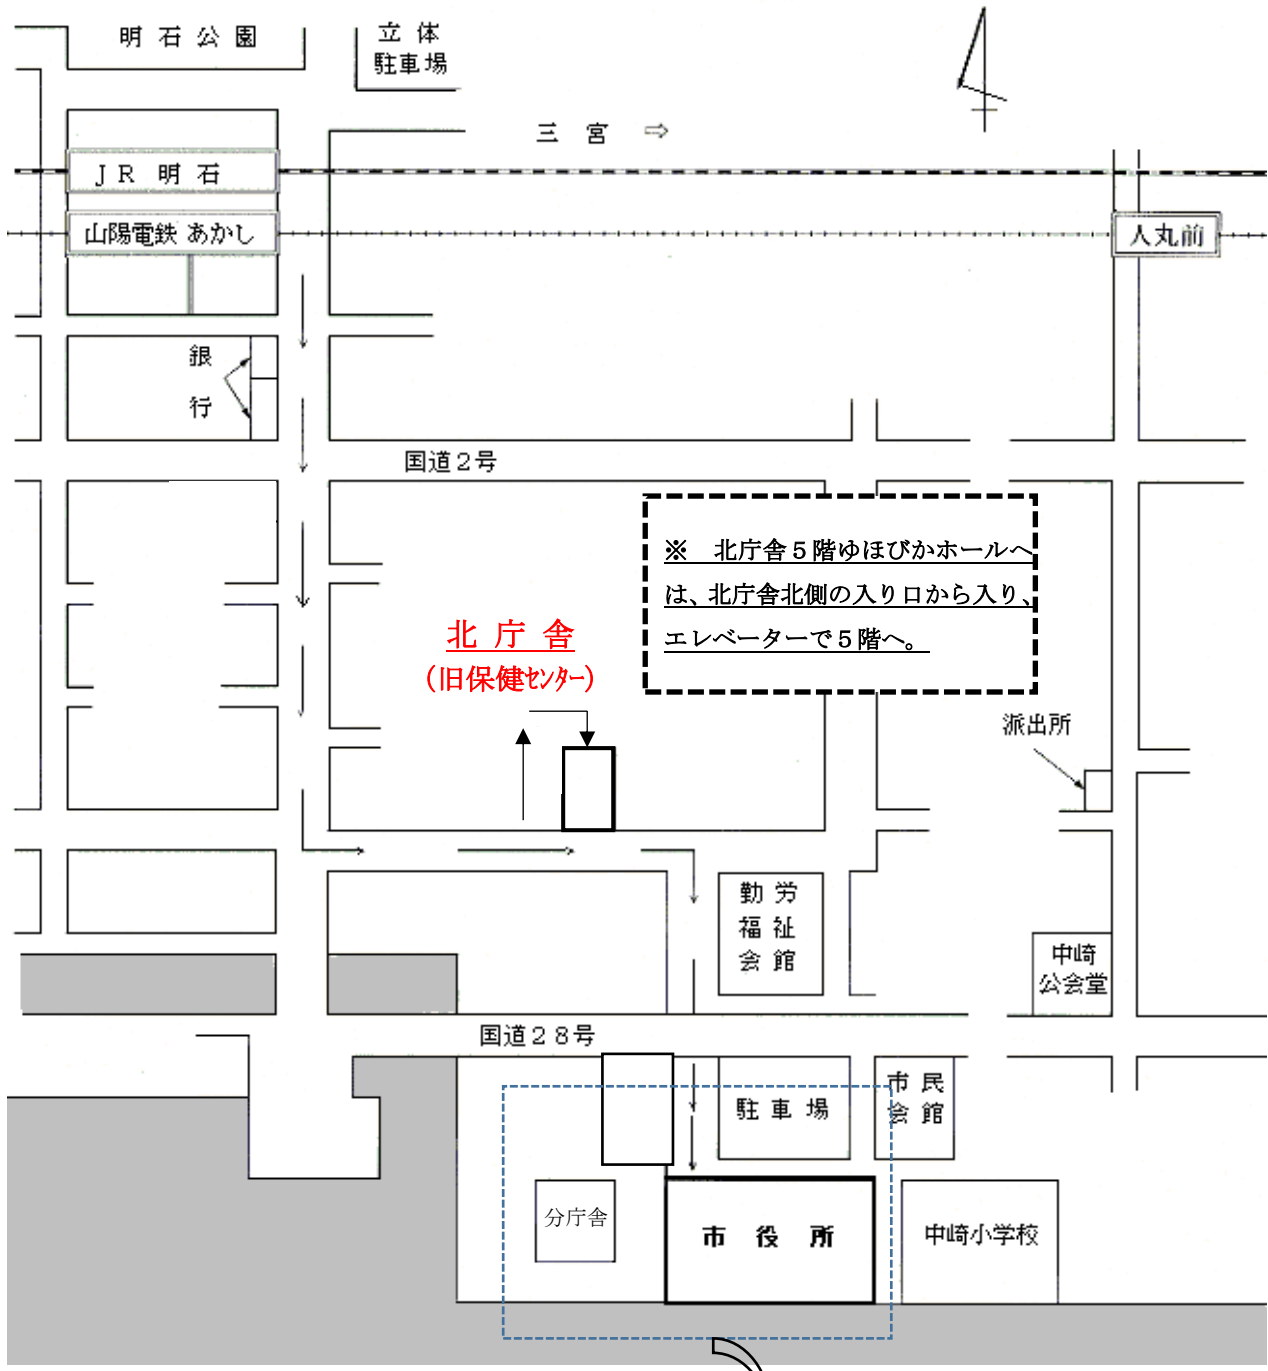 明石公園
立体
駐車場
三宮 ⇨
ＪＲ 明石
山陽電鉄 あかし
人丸前
銀
行
国道２号
※　北庁舎５階ゆほびかホールへ
は、北庁舎北側の入り口から入り、
エレベーターで５階へ。
北庁舎
（旧保健ｾﾝﾀｰ）
派出所
勤労
福祉
会館
中崎
公会堂
国道２８号
駐車場
市民
会館
分庁舎
市役所
中崎小学校